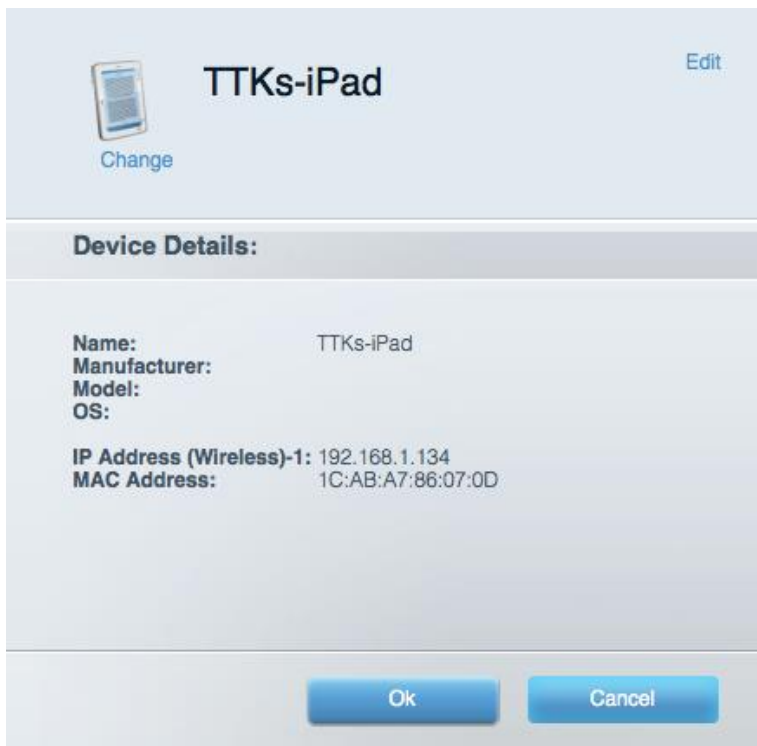 TTKs-iPad
Edit
Change
Device Details:
Name: TTKs-iPad
Manufacturer:
Model:
OS:
IP Address (Wireless)-1: 192.168.1.134
MAC Address: 1C:AB:A7:86:07:0D
Ok
Cancel